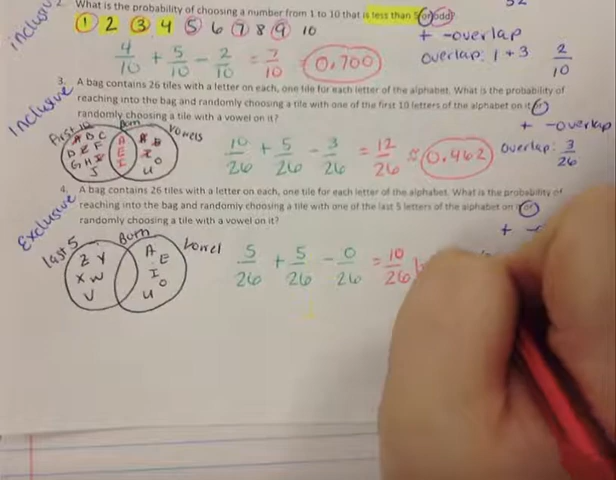 2. What is the probability of choosing a number from 1 to 10 that is less than 5 or odd?
Inclusive
1 2 3 4 5 6 7 8 9 10
+ -overlap
overlap: 1 + 3 2/10
4/10 + 5/10 - 2/10 = 7/10 = 0.700
3. A bag contains 26 tiles with a letter on each, one tile for each letter of the alphabet. What is the probability of
reaching into the bag and randomly choosing a tile with one of the first 10 letters of the alphabet on it or
randomly choosing a tile with a vowel on it?
Inclusive
+ -overlap
overlap: 3/26
First 10 Both Vowels
B D C
D F
G H
J
A
E
I
O
U
10/26 + 5/26 - 3/26 = 12/26 ≈ 0.462
4. A bag contains 26 tiles with a letter on each, one tile for each letter of the alphabet. What is the probability of
reaching into the bag and randomly choosing a tile with one of the last 5 letters of the alphabet on it or
randomly choosing a tile with a vowel on it?
Exclusive
+ -
last 5 Both Vowel
Z Y
X W
V
A E
I
O
U
5/26 + 5/26 - 0/26 = 10/26